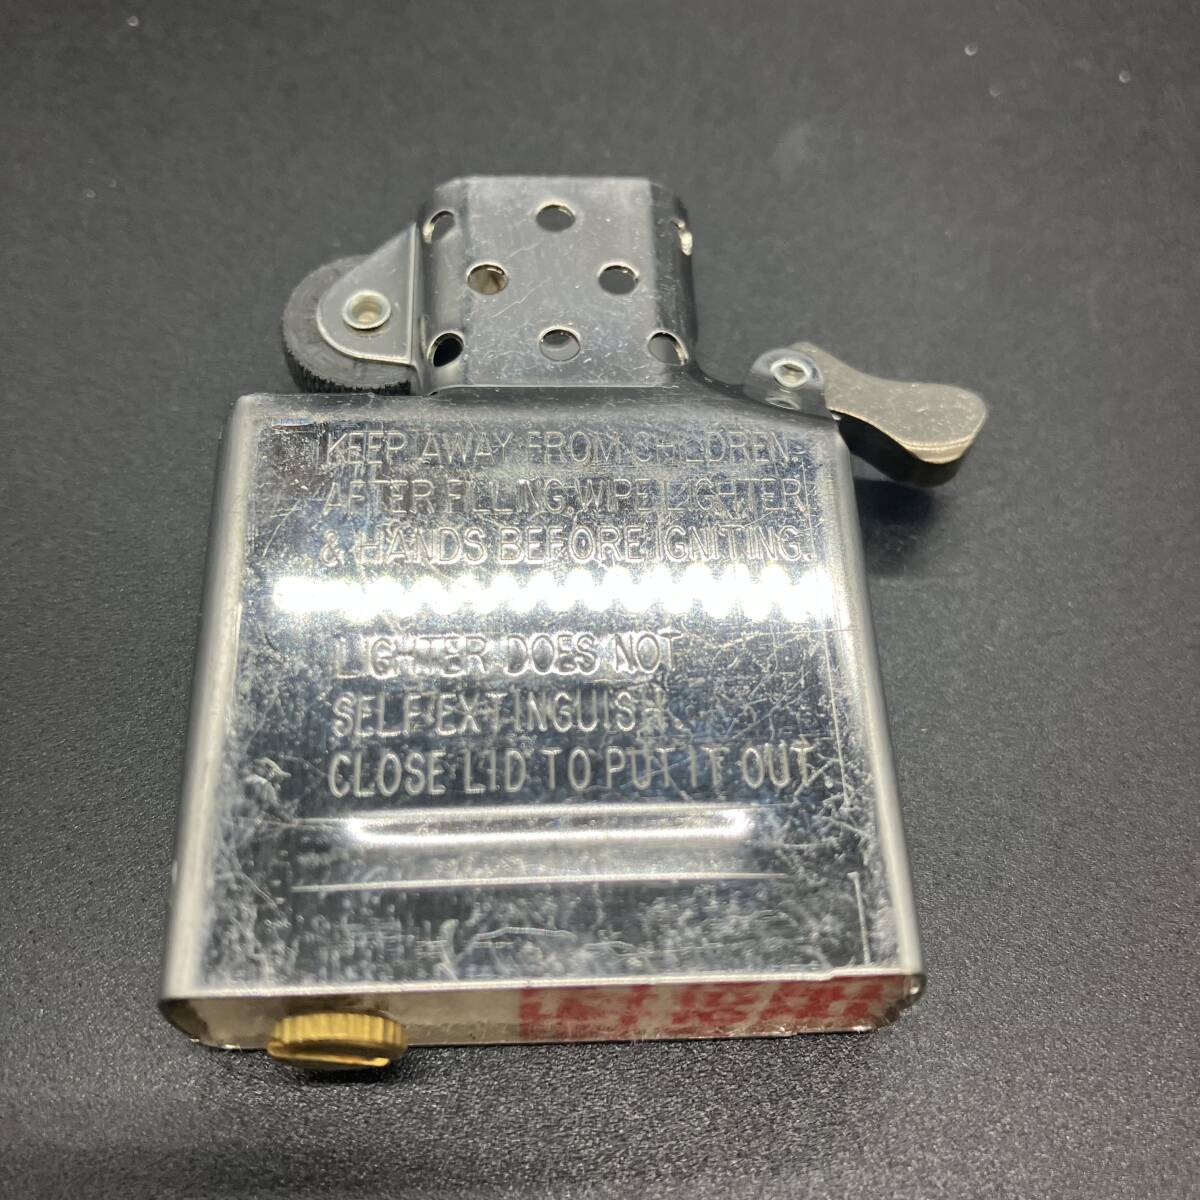 KEEP AWAY FROM CHILDREN.
AFTER FILLING, WIPE LIGHTER
& HANDS BEFORE IGNITING.
LIGHTER DOES NOT
SELF EXTINGUISH.
CLOSE LID TO PUT IT OUT.